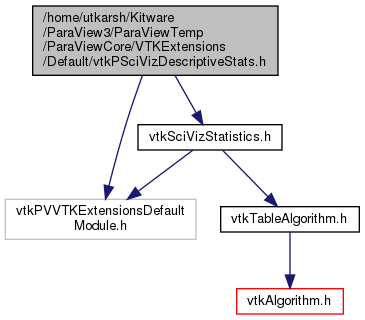 /home/utkarsh/Kitware
/ParaView3/ParaViewTemp
/ParaViewCore/VTKExtensions
/Default/vtkPSciVizDescriptiveStats.h
vtkSciVizStatistics.h
vtkPVVTKExtensionsDefault
Module.h
vtkTableAlgorithm.h
vtkAlgorithm.h